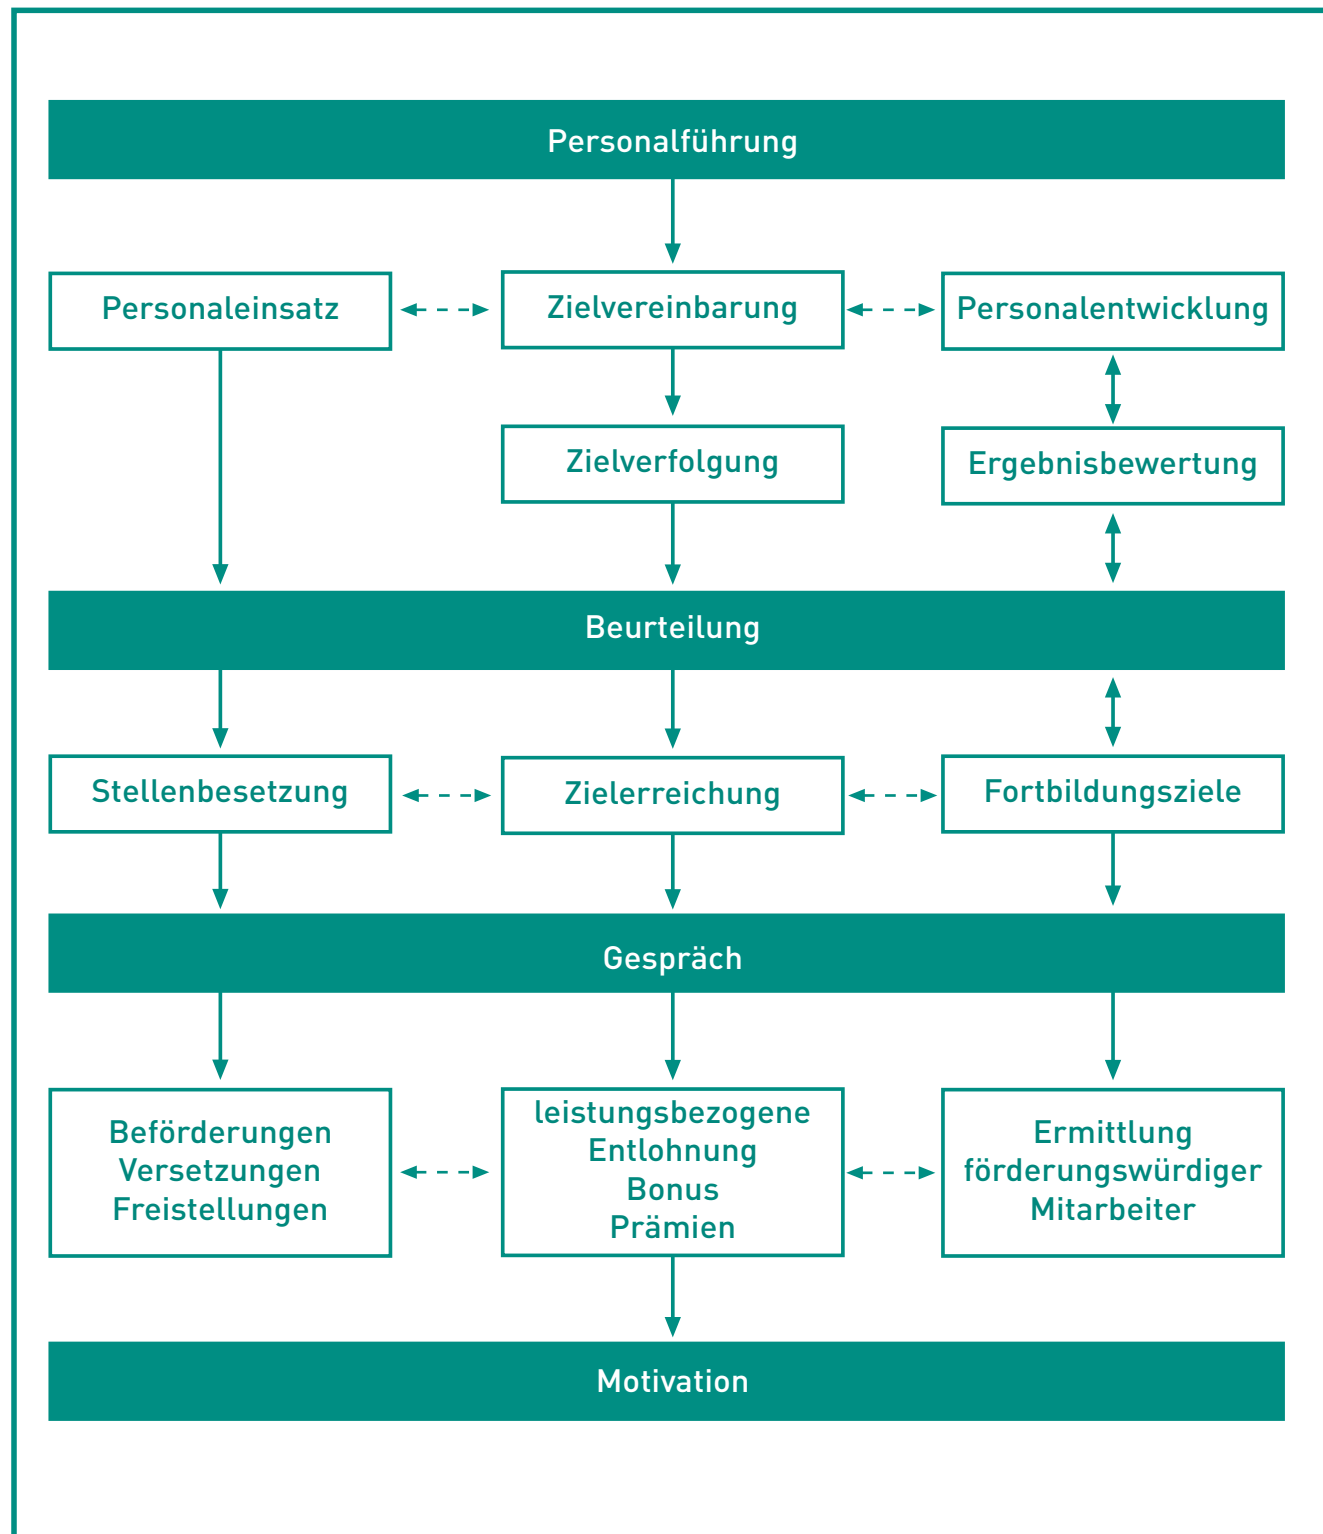 Personalführung
Personaleinsatz
Zielvereinbarung
Personalentwicklung
Zielverfolgung
Ergebnisbewertung
Beurteilung
Stellenbesetzung
Zielerreichung
Fortbildungsziele
Gespräch
Beförderungen
Versetzungen
Freistellungen
leistungsbezogene
Entlohnung
Bonus
Prämien
Ermittlung
förderungswürdiger
Mitarbeiter
Motivation